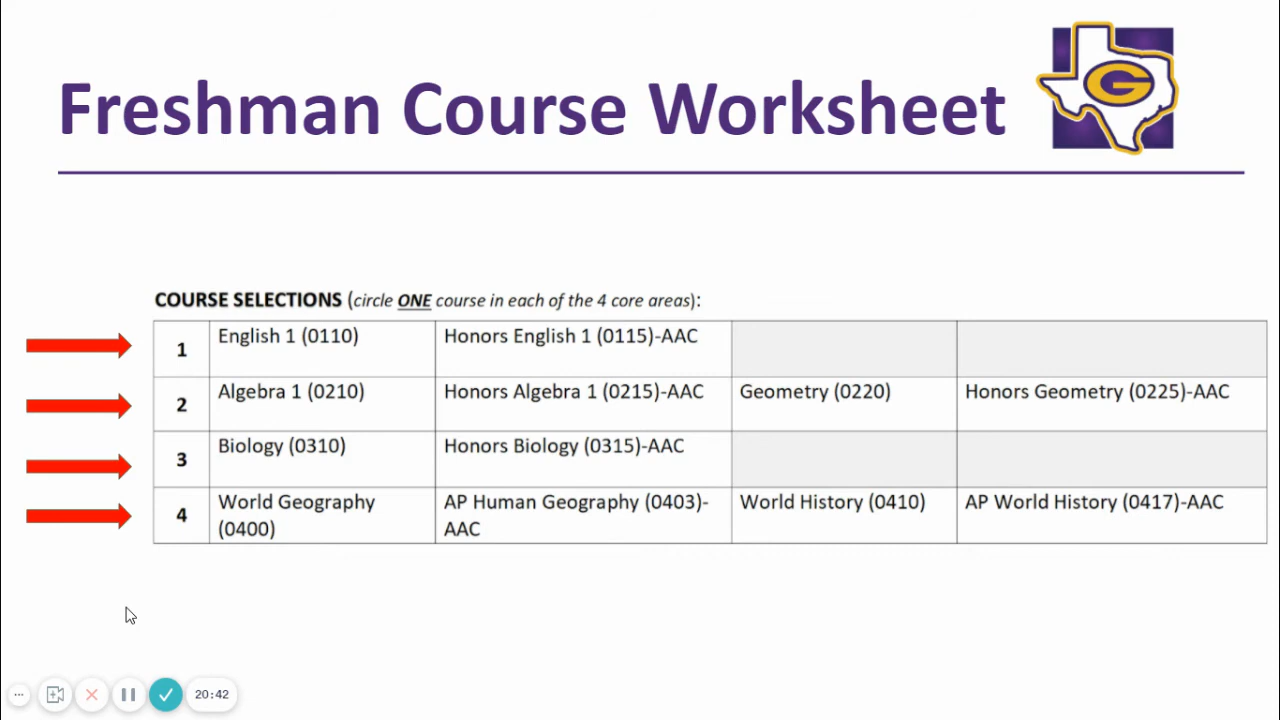 Freshman Course Worksheet
G
COURSE SELECTIONS (circle ONE course in each of the 4 core areas):
1 English 1 (0110) Honors English 1 (0115)-AAC
2 Algebra 1 (0210) Honors Algebra 1 (0215)-AAC Geometry (0220) Honors Geometry (0225)-AAC
3 Biology (0310) Honors Biology (0315)-AAC
4 World Geography (0400) AP Human Geography (0403)-AAC World History (0410) AP World History (0417)-AAC
20:42